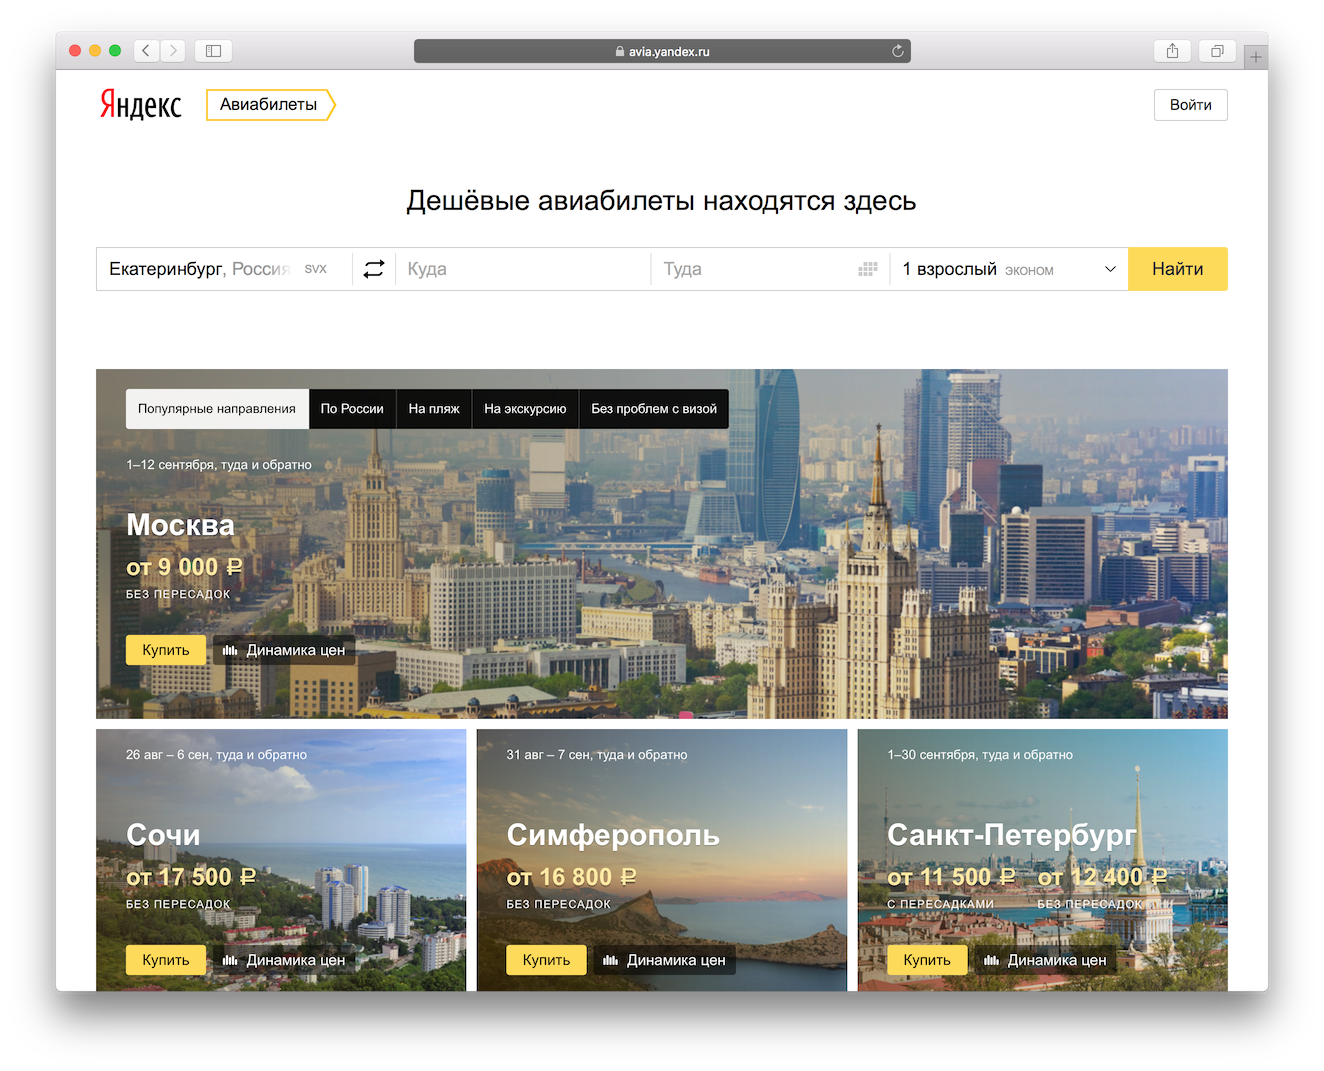 avia.yandex.ru
Яндекс
Авиабилеты
Войти
Дешёвые авиабилеты находятся здесь
Екатеринбург, Россия SVX
Куда
Туда
1 взрослый эконом
Найти
Популярные направления
По России
На пляж
На экскурсию
Без проблем с визой
1–12 сентября, туда и обратно
Москва
от 9 000 ₽
БЕЗ ПЕРЕСАДОК
Купить
Динамика цен
26 авг – 6 сен, туда и обратно
Сочи
от 17 500 ₽
БЕЗ ПЕРЕСАДОК
Купить
Динамика цен
31 авг – 7 сен, туда и обратно
Симферополь
от 16 800 ₽
БЕЗ ПЕРЕСАДОК
Купить
Динамика цен
1–30 сентября, туда и обратно
Санкт-Петербург
от 11 500 ₽ от 12 400 ₽
С ПЕРЕСАДКАМИ БЕЗ ПЕРЕСАДОК
Купить
Динамика цен